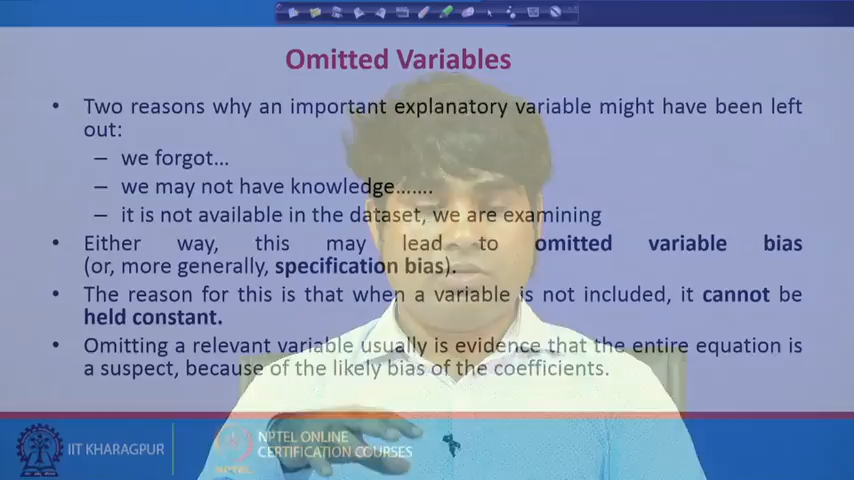 Omitted Variables
• Two reasons why an important explanatory variable might have been left
out:
– we forgot...
– we may not have knowledge.......
– it is not available in the dataset, we are examining
• Either way, this may lead to omitted variable bias
(or, more generally, specification bias).
• The reason for this is that when a variable is not included, it cannot be
held constant.
• Omitting a relevant variable usually is evidence that the entire equation is
a suspect, because of the likely bias of the coefficients.
IIT KHARAGPUR
NPTEL
NPTEL ONLINE
CERTIFICATION COURSES